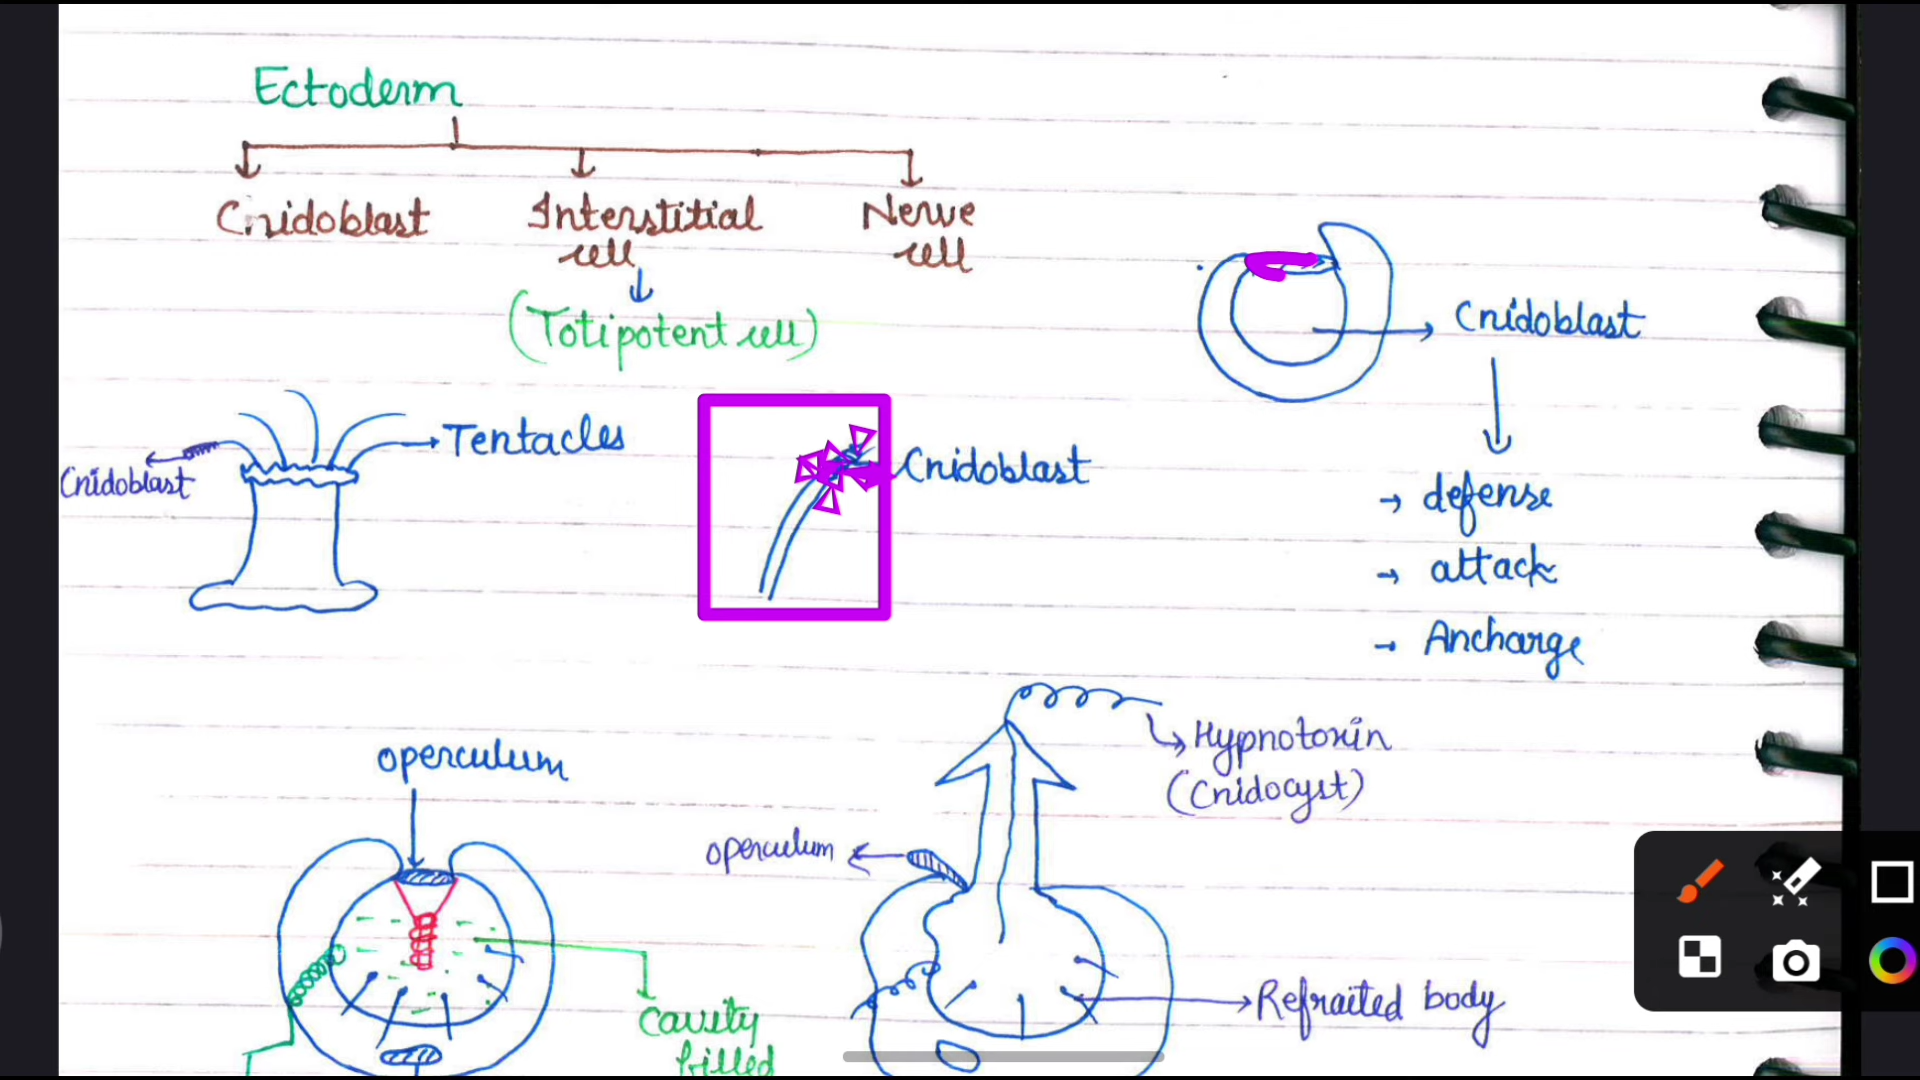 Ectoderm
Cnidoblast Interstitial cell Nerve cell
(Totipotent cell)
Cnidoblast
defense
attack
Ancharge
Tentacles
Cnidoblast
Cnidoblast
operculum
Hypnotoxin
(Cnidocyst)
operculum
Refraited body
Cavity
filled